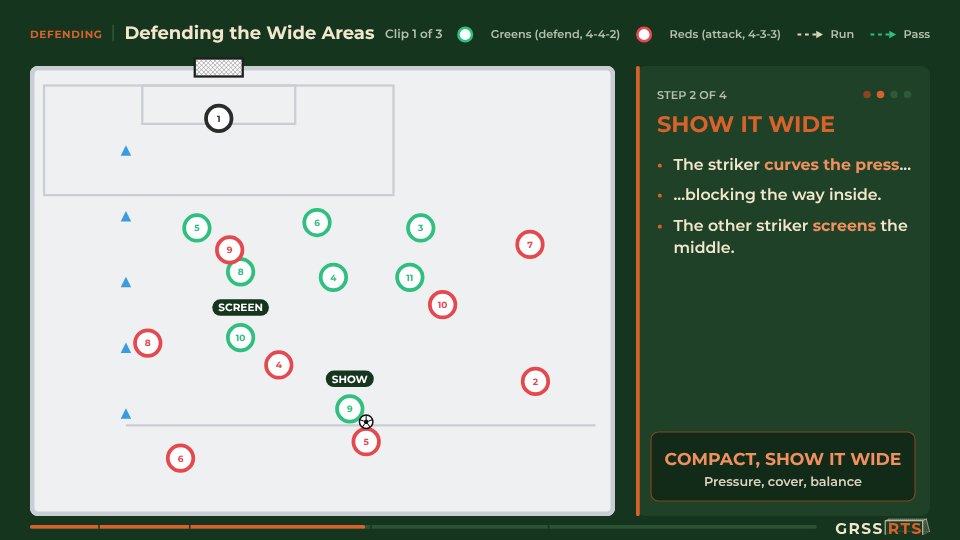 DEFENDING
Defending the Wide Areas
Clip 1 of 3
Greens (defend, 4-4-2)
Reds (attack, 4-3-3)
Run
Pass
1
5
6
3
9
7
8
4
11
10
SCREEN
10
8
4
SHOW
2
9
5
6
STEP 2 OF 4
SHOW IT WIDE
• The striker curves the press...
• ...blocking the way inside.
• The other striker screens the
middle.
COMPACT, SHOW IT WIDE
Pressure, cover, balance
GRSSRTS